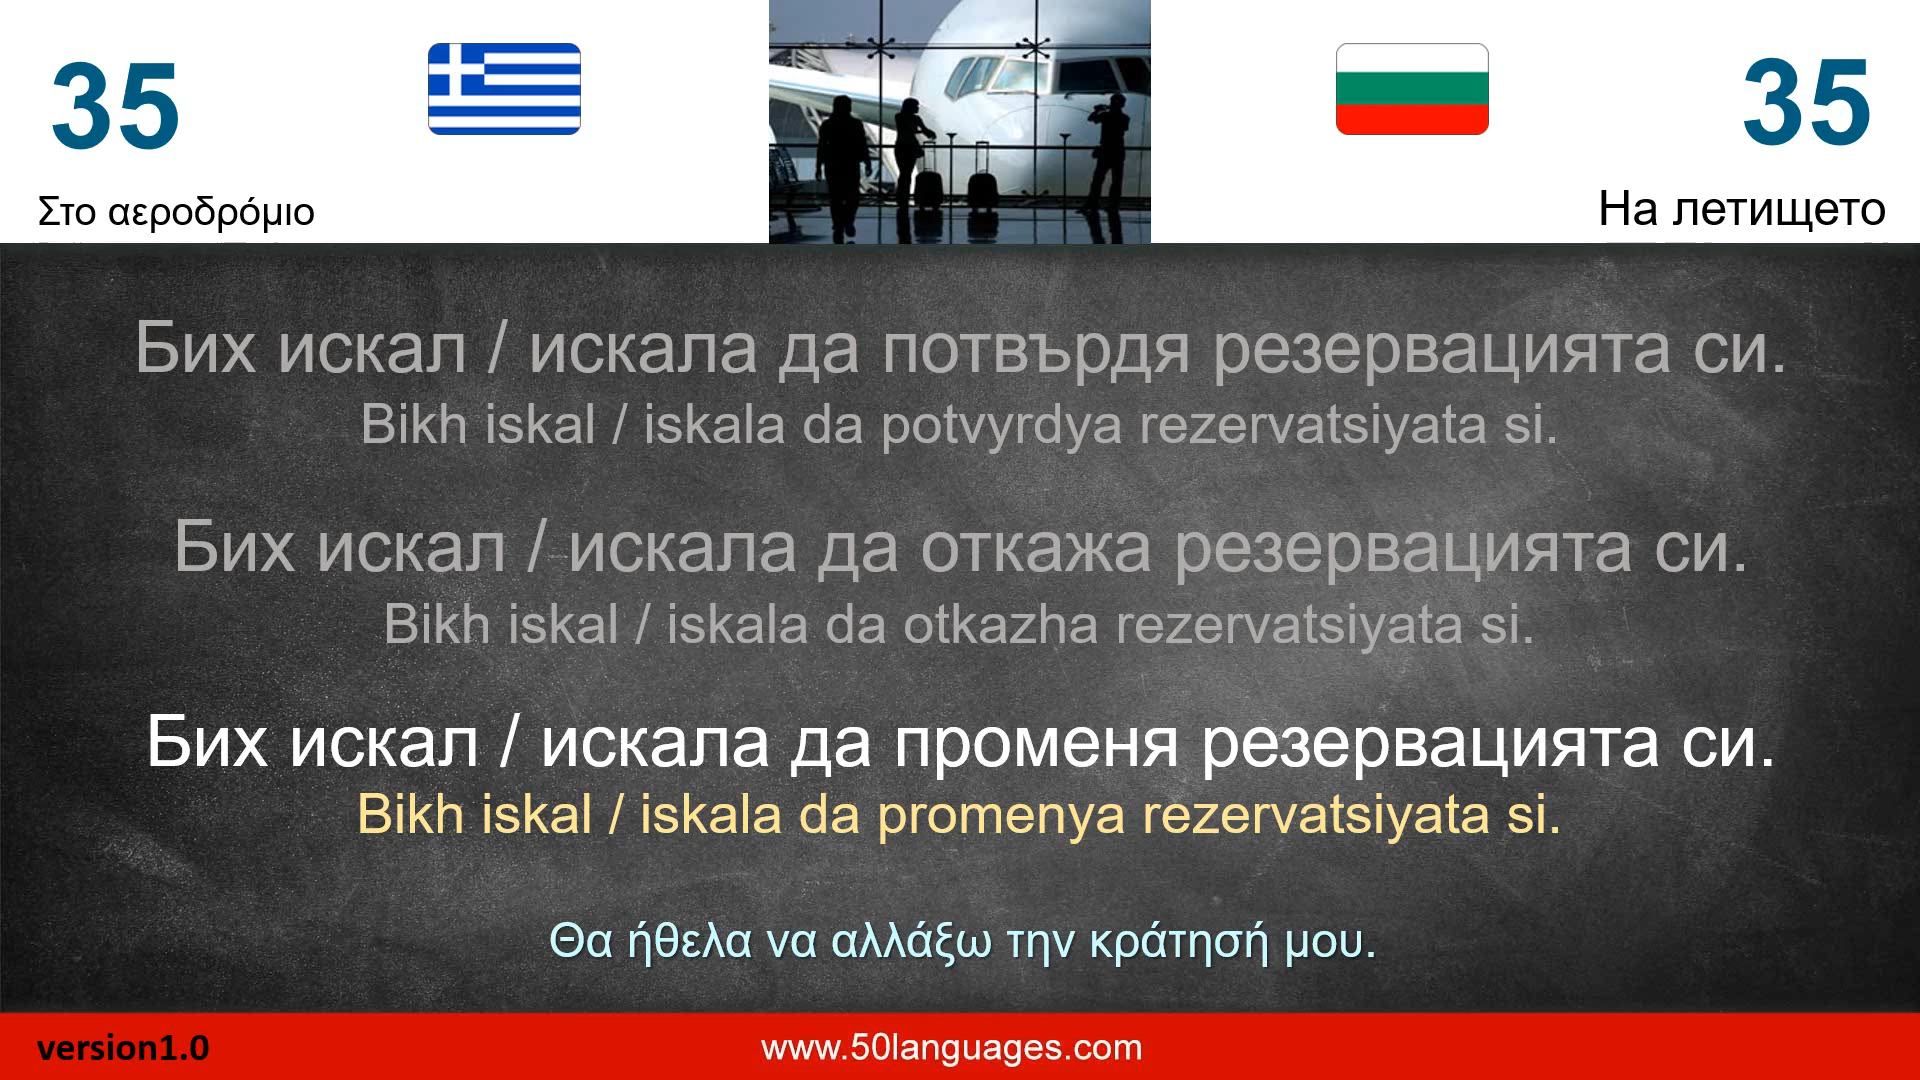 35
35
Στο αεροδρόμιο
На летището
Бих искал / искала да потвърдя резервацията си.
Bikh iskal / iskala da potvyrdya rezervatsiyata si.
Бих искал / искала да откажа резервацията си.
Bikh iskal / iskala da otkazha rezervatsiyata si.
Бих искал / искала да променя резервацията си.
Bikh iskal / iskala da promenya rezervatsiyata si.
Θα ήθελα να αλλάξω την κράτησή μου.
version1.0
www.50languages.com